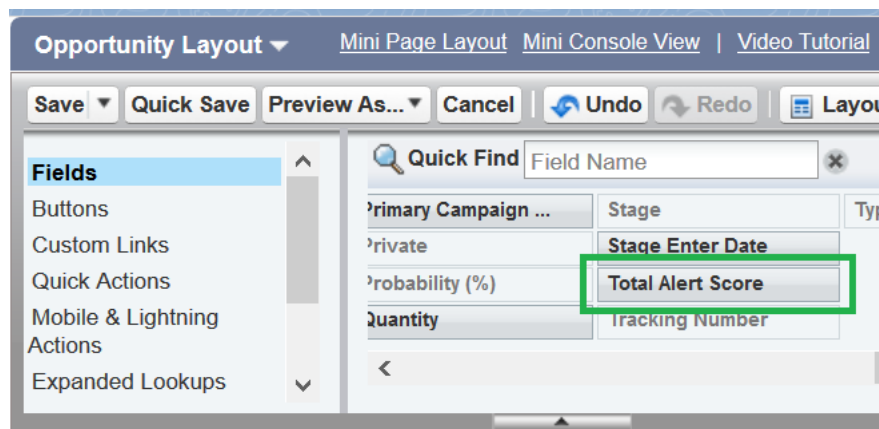 Opportunity Layout Mini Page Layout Mini Console View | Video Tutorial
Save Quick Save Preview As... Cancel Undo Redo Layou
Quick Find Field Name
Fields
Buttons
Custom Links
Quick Actions
Mobile & Lightning
Actions
Expanded Lookups
Primary Campaign ... Stage Typ
Private Stage Enter Date
Probability (%) Total Alert Score
Quantity Tracking Number